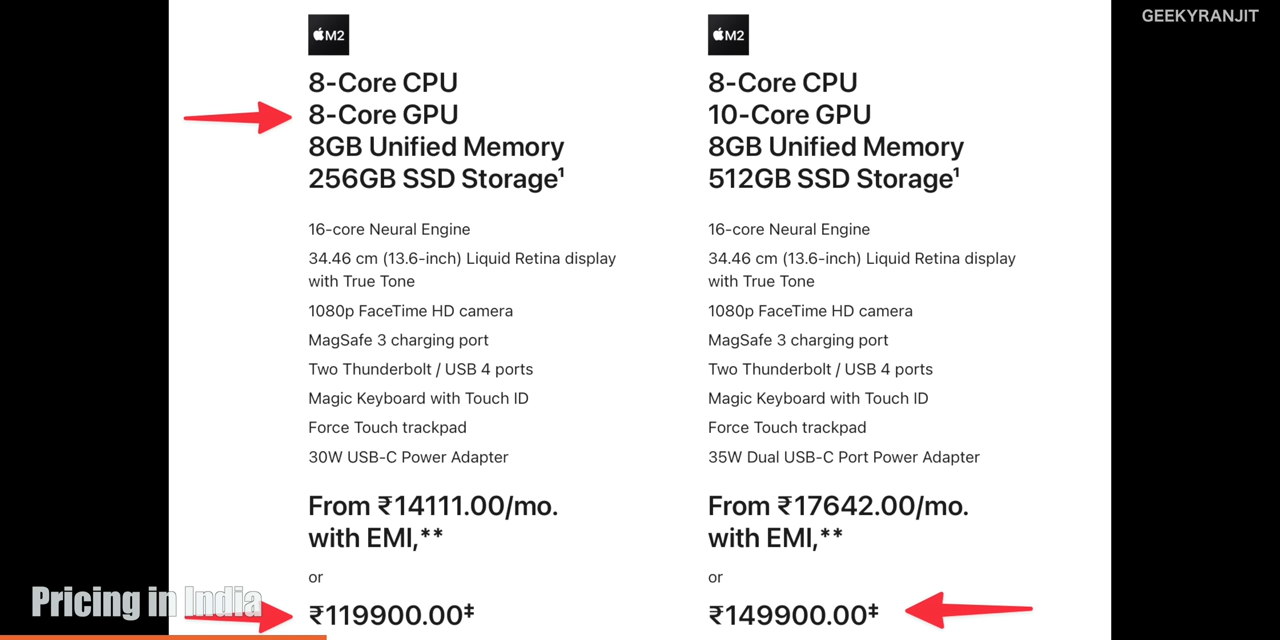 GEEKYRANJIT
M2
8-Core CPU
8-Core GPU
8GB Unified Memory
256GB SSD Storage¹
16-core Neural Engine
34.46 cm (13.6-inch) Liquid Retina display
with True Tone
1080p FaceTime HD camera
MagSafe 3 charging port
Two Thunderbolt / USB 4 ports
Magic Keyboard with Touch ID
Force Touch trackpad
30W USB-C Power Adapter
From ₹14111.00/mo.
with EMI,**
or
₹119900.00‡
M2
8-Core CPU
10-Core GPU
8GB Unified Memory
512GB SSD Storage¹
16-core Neural Engine
34.46 cm (13.6-inch) Liquid Retina display
with True Tone
1080p FaceTime HD camera
MagSafe 3 charging port
Two Thunderbolt / USB 4 ports
Magic Keyboard with Touch ID
Force Touch trackpad
35W Dual USB-C Port Power Adapter
From ₹17642.00/mo.
with EMI,**
or
₹149900.00‡
Pricing in India